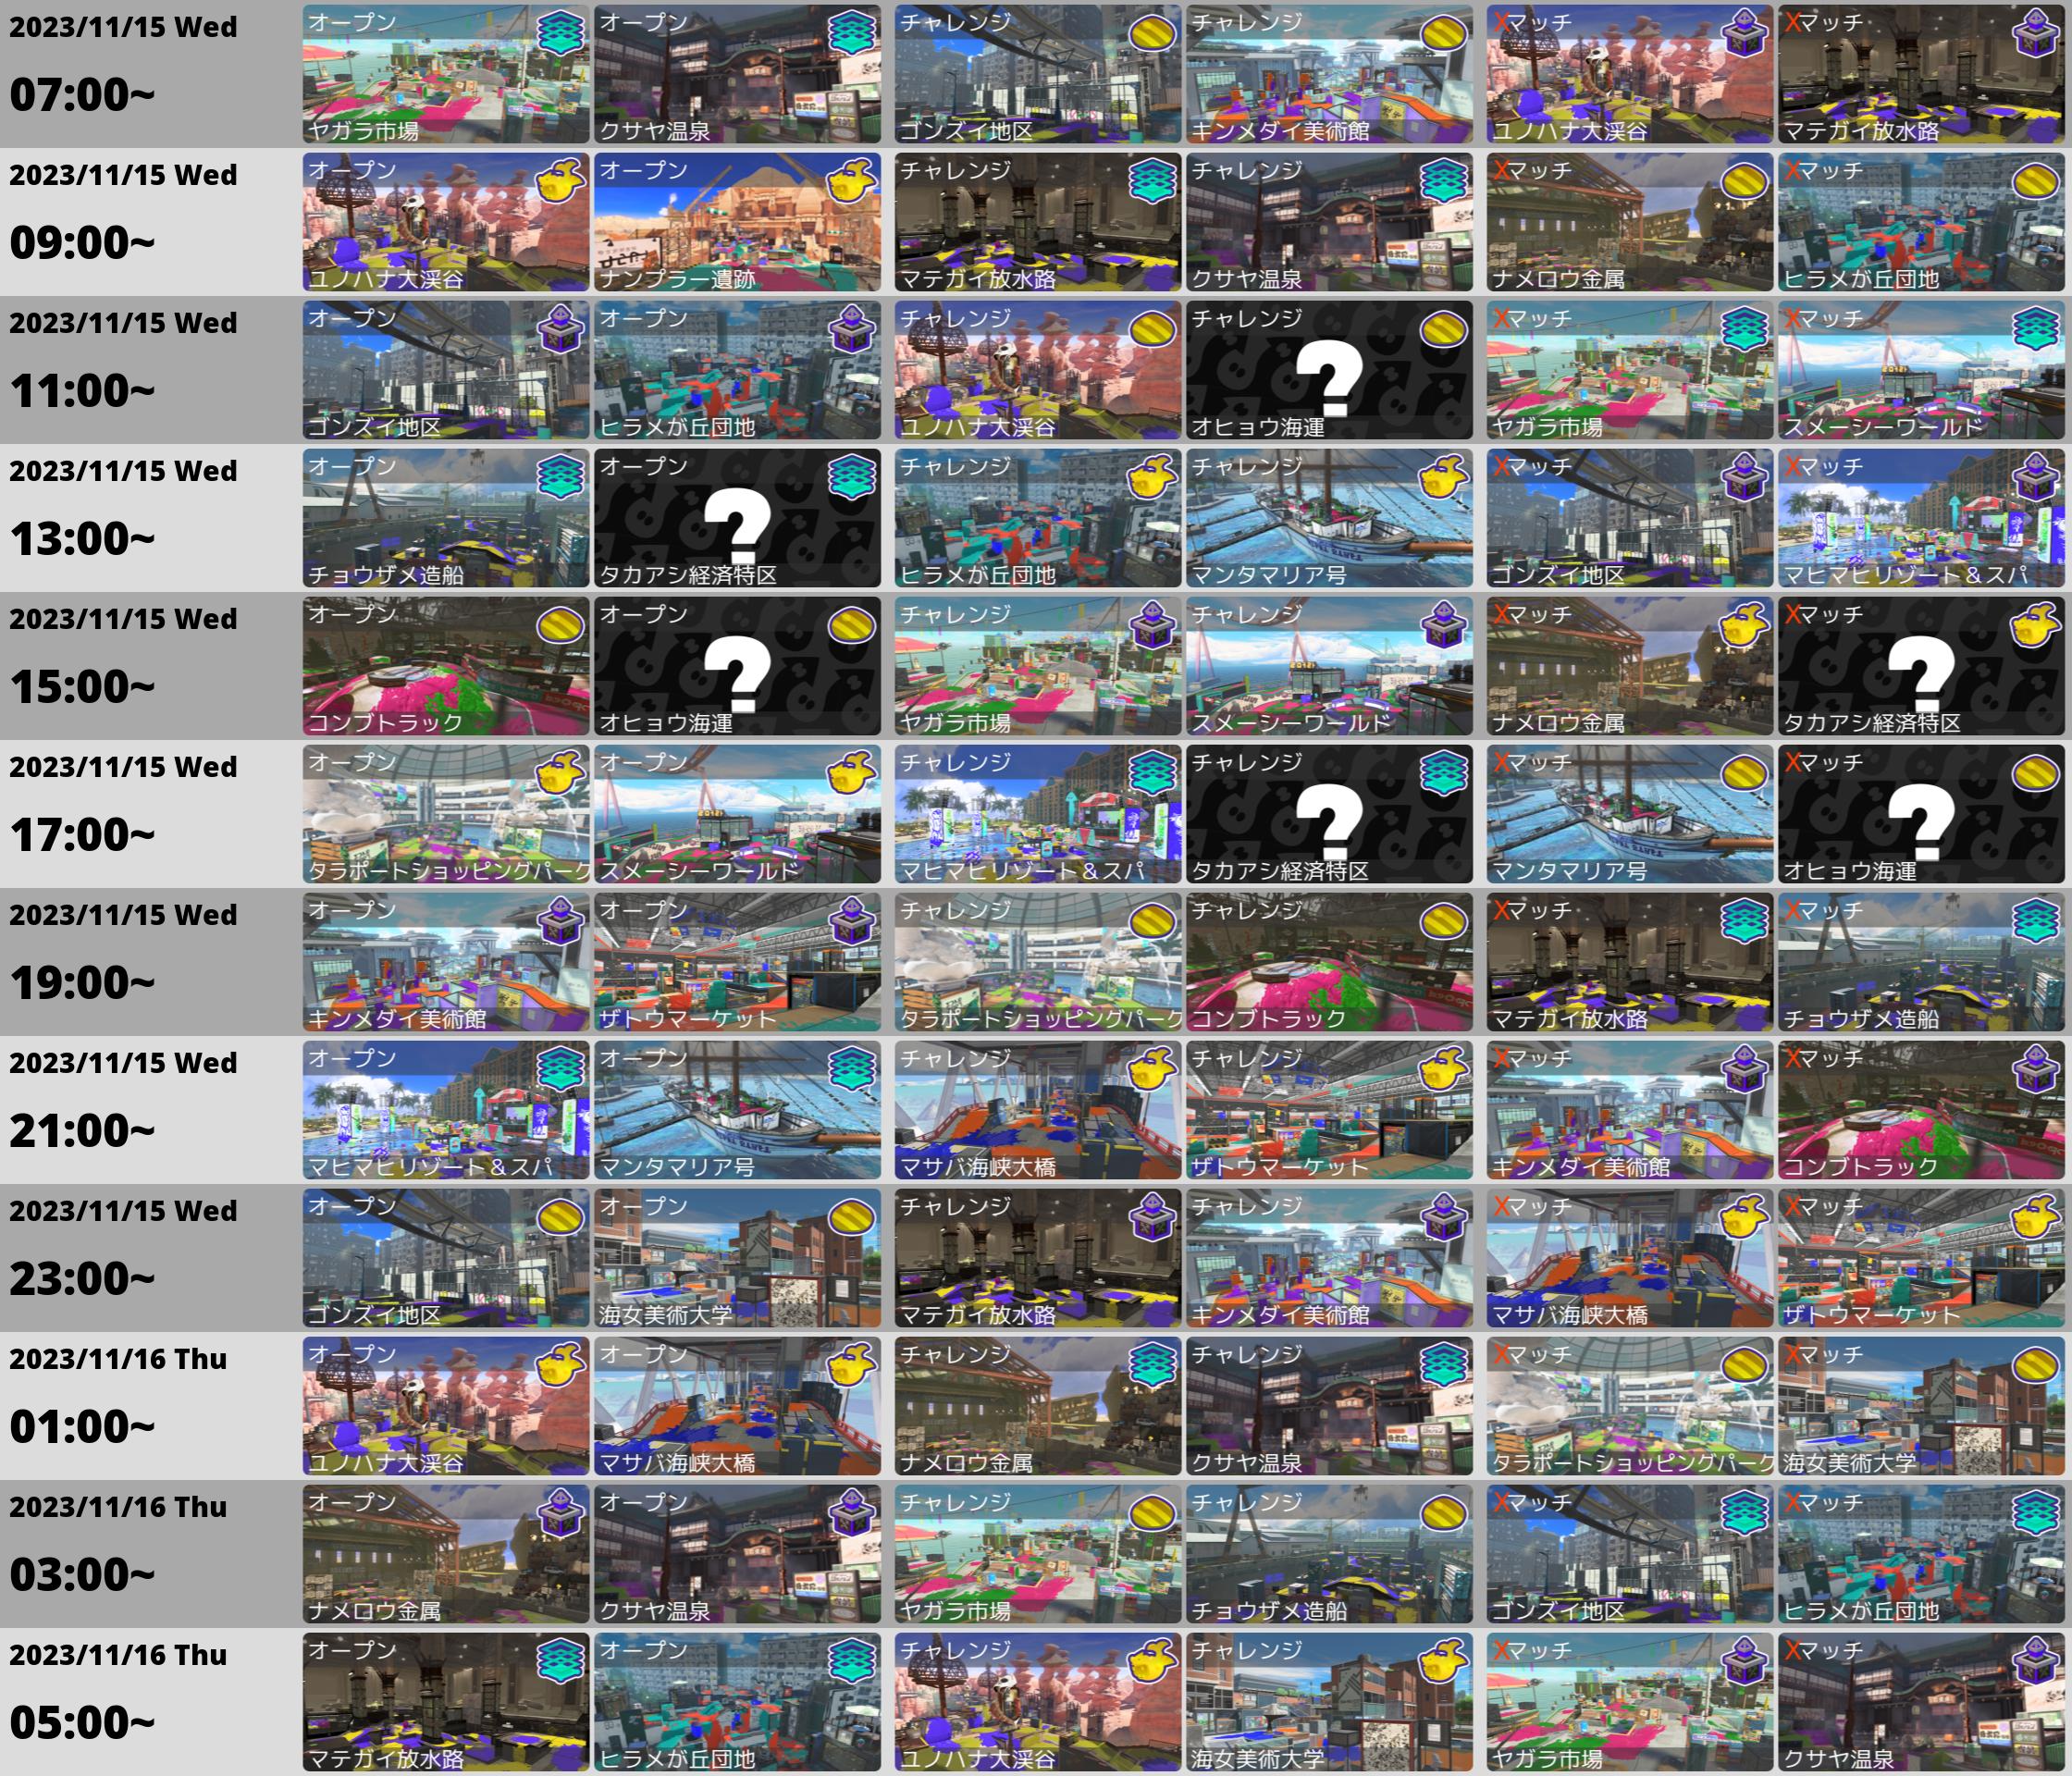 2023/11/15 Wed
07:00~
オープン
ヤガラ市場
オープン
クサヤ温泉
チャレンジ
ゴンズイ地区
チャレンジ
キンメダイ美術館
Xマッチ
ユノハナ大渓谷
Xマッチ
マテガイ放水路
2023/11/15 Wed
09:00~
オープン
ユノハナ大渓谷
オープン
ナンプラー遺跡
チャレンジ
マテガイ放水路
チャレンジ
クサヤ温泉
Xマッチ
ナメロウ金属
Xマッチ
ヒラメが丘団地
2023/11/15 Wed
11:00~
オープン
ゴンズイ地区
オープン
ヒラメが丘団地
チャレンジ
ユノハナ大渓谷
チャレンジ
?
オヒョウ海運
Xマッチ
ヤガラ市場
Xマッチ
スメーシーワールド
2023/11/15 Wed
13:00~
オープン
チョウザメ造船
オープン
?
タカアシ経済特区
チャレンジ
ヒラメが丘団地
チャレンジ
マンタマリア号
Xマッチ
ゴンズイ地区
Xマッチ
マヒマヒリゾート&スパ
2023/11/15 Wed
15:00~
オープン
コンブトラック
オープン
?
オヒョウ海運
チャレンジ
ヤガラ市場
チャレンジ
スメーシーワールド
Xマッチ
ナメロウ金属
Xマッチ
?
タカアシ経済特区
2023/11/15 Wed
17:00~
オープン
タラポートショッピングパーク
オープン
スメーシーワールド
チャレンジ
マヒマヒリゾート&スパ
チャレンジ
?
タカアシ経済特区
Xマッチ
マンタマリア号
Xマッチ
?
オヒョウ海運
2023/11/15 Wed
19:00~
オープン
キンメダイ美術館
オープン
ザトウマーケット
チャレンジ
タラポートショッピングパーク
チャレンジ
コンブトラック
Xマッチ
マテガイ放水路
Xマッチ
チョウザメ造船
2023/11/15 Wed
21:00~
オープン
マヒマヒリゾート&スパ
オープン
マンタマリア号
チャレンジ
マサバ海峡大橋
チャレンジ
ザトウマーケット
Xマッチ
キンメダイ美術館
Xマッチ
コンブトラック
2023/11/15 Wed
23:00~
オープン
ゴンズイ地区
オープン
海女美術大学
チャレンジ
マテガイ放水路
チャレンジ
キンメダイ美術館
Xマッチ
マサバ海峡大橋
Xマッチ
ザトウマーケット
2023/11/16 Thu
01:00~
オープン
ユノハナ大渓谷
オープン
マサバ海峡大橋
チャレンジ
ナメロウ金属
チャレンジ
クサヤ温泉
Xマッチ
タラポートショッピングパーク
Xマッチ
海女美術大学
2023/11/16 Thu
03:00~
オープン
ナメロウ金属
オープン
クサヤ温泉
チャレンジ
ヤガラ市場
チャレンジ
チョウザメ造船
Xマッチ
ゴンズイ地区
Xマッチ
ヒラメが丘団地
2023/11/16 Thu
05:00~
オープン
マテガイ放水路
オープン
ヒラメが丘団地
チャレンジ
ユノハナ大渓谷
チャレンジ
海女美術大学
Xマッチ
ヤガラ市場
Xマッチ
クサヤ温泉